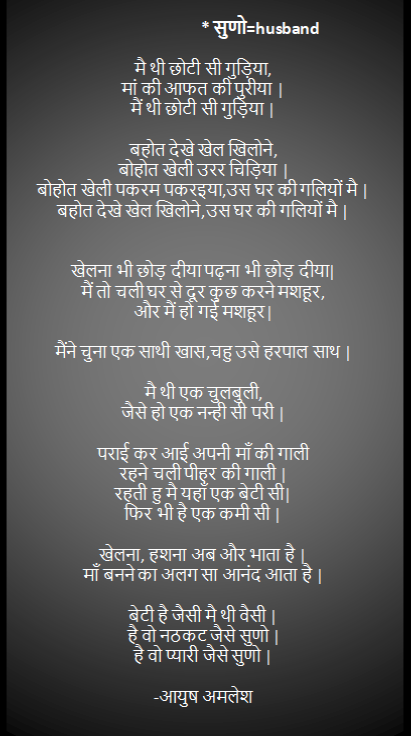 * सुणो=husband
मै थी छोटी सी गुड़िया,
मां की आफत की पुरीया |
मैं थी छोटी सी गुड़िया |
बहोत देखे खेल खिलोने,
बोहोत खेली उरर चिड़िया |
बोहोत खेली पकरम पकरइया,उस घर की गलियों मै |
बहोत देखे खेल खिलोने,उस घर की गलियों मै |
खेलना भी छोड़ दीया पढ़ना भी छोड़ दीया|
मैं तो चली घर से दूर कुछ करने मशहूर,
और मैं हो गई मशहूर|
मैंने चुना एक साथी खास,चहु उसे हरपाल साथ |
मै थी एक चुलबुली,
जैसे हो एक नन्ही सी परी |
पराई कर आई अपनी माँ की गाली
रहने चली पीहर की गाली |
रहती हु मै यहाँ एक बेटी सी|
फिर भी है एक कमी सी |
खेलना, हशना अब और भाता है |
माँ बनने का अलग सा आनंद आता है |
बेटी है जैसी मै थी वैसी |
है वो नठकट जैसे सुणो |
है वो प्यारी जैसे सुणो |
-आयुष अमलेश